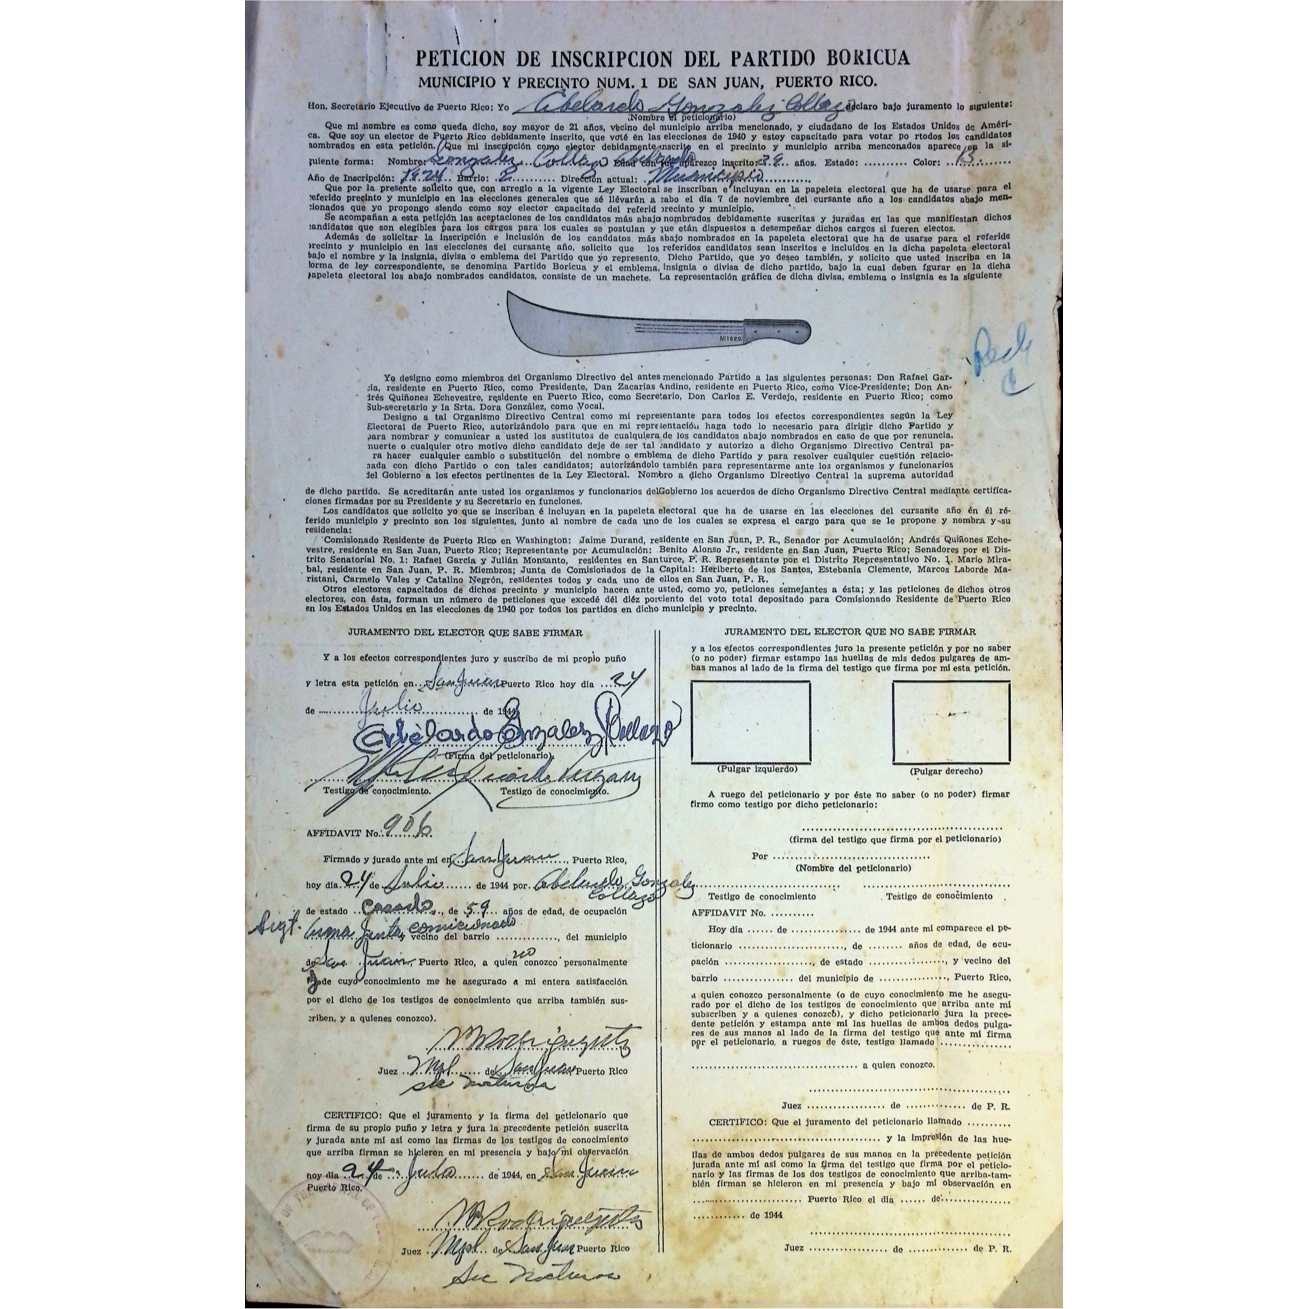 PETICION DE INSCRIPCION DEL PARTIDO BORICUA
MUNICIPIO Y PRECINTO NUM. 1 DE SAN JUAN, PUERTO RICO.
Hon. Secretario Ejecutivo de Puerto Rico: Yo Abelardo Gonzalez Collazo declaro bajo juramento lo siguiente:
(Nombre el peticionario)
Que mi nombre es como queda dicho, soy mayor de 21 años, vecino del municipio arriba mencionado, y ciudadano de los Estados Unidos de Améri-
ca. Que soy un elector de Puerto Rico debidamente inscrito, que voté en las elecciones de 1940 y estoy capacitado para votar po rtodos los candidatos
nombrados en esta petición. Que mi inscripción como elector debidamente inscrito en el precinto y municipio arriba menconados aparece en la si-
guiente forma: Nombre: Gonzalez Collazo Abelardo Edad con que aparezco inscrito: 39 años. Estado: .......... Color: B.
Año de Inscripción: 1924 Barrio: 2 Dirección actual: Municipio
Que por la presente solicito que, con arreglo a la vigente Ley Electoral se inscriban e incluyan en la papeleta electoral que ha de usarse para el
referido precinto y municipio en las elecciones generales que sé llevarán a cabo el día 7 de noviembre del cursante año a los candidatos abajo men-
cionados que yo propongo siendo como soy elector capacitado del referid precinto y municipio.
Se acompañan a esta petición las aceptaciones de los candidatos más abajo nombrados debidamente suscritas y juradas en las que manifiestan dichos
candidatos que son elegibles para los cargos para los cuales se postulan y que están dispuestos a desempeñar dichos cargos si fueren electos.
Además de solicitar la inscripción e inclusión de los canddatos más abajo nombrados en la papeleta electoral que ha de usarse para el referido
precinto y municipio en las elecciones del cursante año, solicito que los referidos candidatos sean inscritos e incluídos en la dicha papeleta electoral
bajo el nombre y la insignia, divisa o emblema del Partido que yo represento. Dicho Partido, que yo deseo también, y solicito que usted inscriba en la
forma de ley correspondiente, se denomina Partido Boricua y el emblema, insignia o divisa de dicho partido, bajo la cual deben fgurar en la dicha
papeleta electoral los abajo nombrados candidatos, consiste de un machete. La representación gráfica de dicha divisa, emblema o insignia es la siguiente
Yo designo como miembros del Organismo Directivo del antes mencionado Partido a las siguientes personas: Don Rafael Gar-
cía, residente en Puerto Rico, como Presidente, Dan Zacarías Andino, residente en Puerto Rico, como Vice-Presidente; Don An-
drés Quiñones Echevestre, residente en Puerto Rico, como Secretario, Don Carlos E. Verdejo, residente en Puerto Rico; como
Sub-secretario y la Srta. Dora González, como Vocal.
Designo a tal Organismo Directivo Central como mi representante para todos los efectos correspondientes según la Ley
Electoral de Puerto Rico, autorizándolo para que en mi representación haga todo lo necesario para dirigir dicho Partido y
para nombrar y comunicar a usted los sustitutos de cualquiera de los candidatos abajo nombrados en caso de que por renuncia,
muerte o cualquier otro motivo dicho candidato deje de ser tal candidato y autorizo a dicho Organismo Directivo Central pa-
ra hacer cualquier cambio o substitución del nombre o emblema de dicho Partido y para resolver cualquier cuestión relacio-
nada con dicho Partido o con tales candidatos; autorizándolo también para representarme ante los organismos y funcionarios
del Gobierno a los efectos pertinentes de la Ley Electoral. Nombro a dicho Organismo Directivo Central la suprema autoridad
de dicho partido. Se acreditarán ante usted los organismos y funcionarios delGobierno los acuerdos de dicho Organismo Directivo Central mediante certifica-
ciones firmadas por su Presidente y su Secretario en funciones.
Los candidatos que solicito yo que se inscriban é incluyan en la papeleta electoral que ha de usarse en las elecciones del cursante año én él ré-
férido municipio y precinto son los siguientes, junto al nombre de cada uno de los cuales se expresa el cargo para que se le propone y nombra y su
residencia:
Comisionado Residente de Puerto Rico en Washington: Jaime Durand, residente en San Juan, P. R., Senador por Acumulación; Andrés Quiñones Eche-
vestre, residente en San Juan, Puerto Rico; Representante por Acumulación: Benito Alonso Jr., residente en San Juan, Puerto Rico; Senadores por el Dis-
trito Senatorial No. 1: Rafael García y Julián Monsanto, residentes en Santurce, P. R. Representante por el Distrito Representativo No. 1. Mario Mira-
bal, residente en San Juan, P. R. Miembros; Junta de Comisionados de la Capital: Heriberto de los Santos, Estebanía Clemente, Marcos Laborde Ma-
ristani, Carmelo Vales y Catalino Negrón, residentes todos y cada uno de ellos en San Juan, P. R.
Otros electores capacitados de dichos precinto y municipio hacen ante usted, como yo, peticiones semejantes a ésta; y las peticiones de dichos otros
electores, con ésta, forman un número de peticiones que excedé dél diéz porciento del voto total depositado para Comisionado Residente de Puerto Rico
en los Estados Unidos en las elecciones de 1940 por todos los partidos en dicho municipio y precinto.
JURAMENTO DEL ELECTOR QUE SABE FIRMAR
Y a los efectos correspondientes juro y suscribo de mi propio puño
y letra esta petición en San Juan Puerto Rico hoy día 24
de Julio de 1944
Abelardo Gonzalez Collazo
(Firma del peticionario)
Testigo de conocimiento. Testigo de conocimiento.
AFFIDAVIT No. 906
Firmado y jurado ante mí en San Juan, Puerto Rico,
hoy día 24 de Julio de 1944 por Abelardo Gonzalez
Collazo
de estado Casado, de 59 años de edad, de ocupación
y vecino del barrio ............, del municipio
de San Juan, Puerto Rico, a quien no conozco personalmente
y de cuyo conocimiento me he asegurado a mi entera satisfacción
por el dicho de los testigos de conocimiento que arriba también sus-
criben, y a quienes conozco).
Juez Mpl. de San Juan Puerto Rico
Sec Nocturna
CERTIFICO: Que el juramento y la firma del peticionario que
firma de su propio puño y letra y jura la precedente petición suscrita
y jurada ante mí así como las firmas de los testigos de conocimiento
que arriba firman se hicieron en mi presencia y bajo mi observación
hoy día 24 de Julio de 1944, en San Juan
Puerto Rico.
Juez Mpl. de San Juan Puerto Rico
Sec Nocturna
JURAMENTO DEL ELECTOR QUE NO SABE FIRMAR
y a los efectos correspondientes juro la presente petición y por no saber
(o no poder) firmar estampo las huellas de mis dedos pulgares de am-
bas manos al lado de la firma del testigo que firma por mí esta petición.
(Pulgar izquierdo) (Pulgar derecho)
A ruego del peticionario y por éste no saber (o no poder) firmar
firmo como testigo por dicho peticionario:
(firma del testigo que firma por el peticionario)
Por ................................
(Nombre del peticionario)
Testigo de conocimiento Testigo de conocimiento
AFFIDAVIT No. ..........
Hoy día ...... de .............. de 1944 ante mí comparece el pe-
ticionario ......................, de ........ años de edad, de ocu-
pación ................, de estado ............, y vecino del
barrio .............. del municipio de ..............., Puerto Rico,
a quien conozco personalmente (o de cuyo conocimiento me he asegu-
rado por el dicho de los testigos de conocimiento que arriba ante mí
subscriben y a quienes conozco), y dicho peticionario jura la prece-
dente petición y estampa ante mí las huellas de ambos dedos pulga-
res de sus manos al lado de la firma del testigo que ante mí firma
por el peticionario, a ruegos de éste, testigo llamado ..............
................................ a quien conozco.
Juez ................ de ............ de P. R.
CERTIFICO: Que el juramento del peticionario llamado ..........
................................ y la impresión de las hue-
llas de ambos dedos pulgares de sus manos en la precedente petición
jurada ante mí así como la firma del testigo que firma por el peticio-
nario y las firmas de los dos testigos de conocimiento que arriba-tam-
bién firman se hicieron en mi presencia y bajo mi observación en
...................... Puerto Rico el día ...... de ..............
............ de 1944
Juez ................ de ............ de P. R.